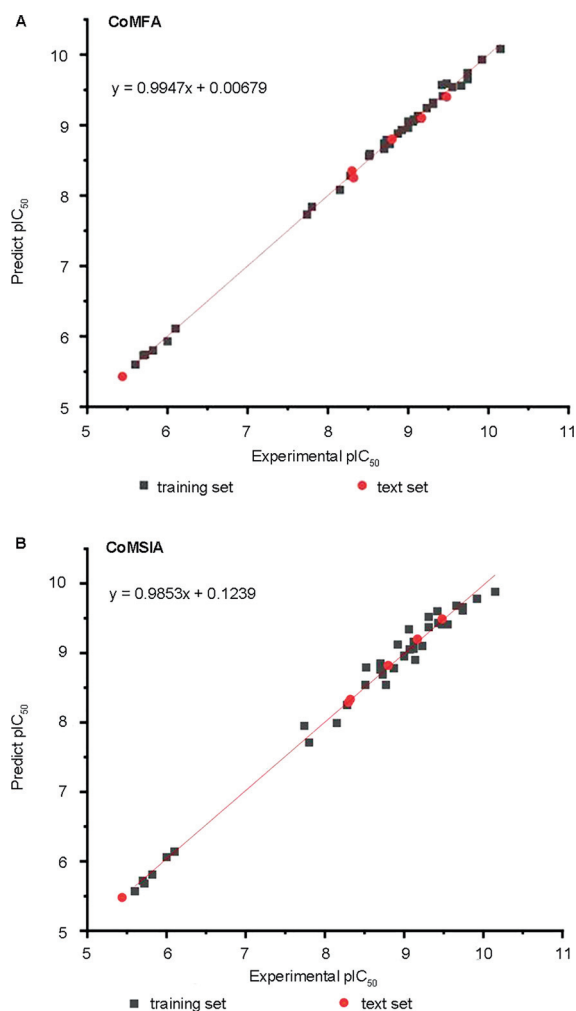 A
CoMFA
y = 0.9947x + 0.00679
10
9
8
7
6
5
Predict pIC50
5 6 7 8 9 10 11
Experimental pIC50
training set text set
B
CoMSIA
y = 0.9853x + 0.1239
10
9
8
7
6
5
Predict pIC50
5 6 7 8 9 10 11
Experimental pIC50
training set text set